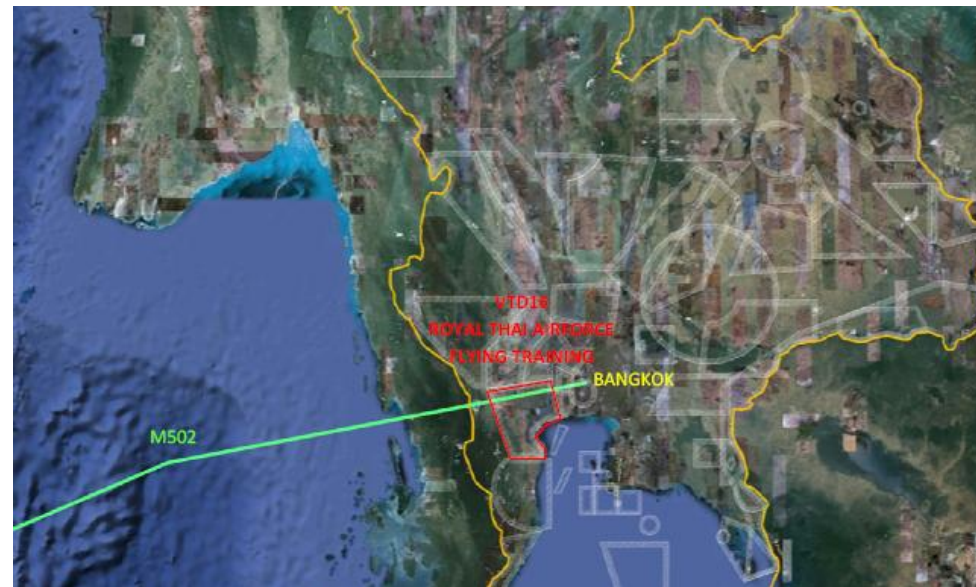 VTD16
ROYAL THAI AIRFORCE
FLYING TRAINING
BANGKOK
M502